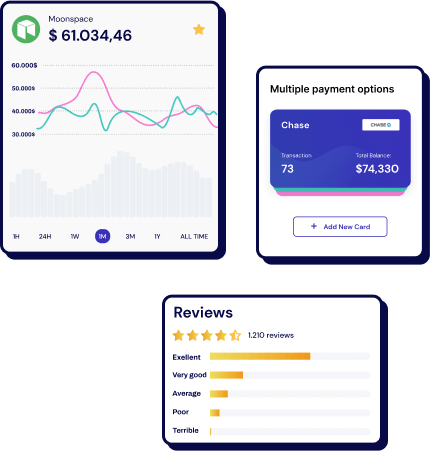 Moonspace
$ 61.034,46
60.000$
50.000$
40.000$
30.000$
1H 24H 1W 1M 3M 1Y ALL TIME
Multiple payment options
Chase
CHASE
Transaction Total Balance:
73 $74,330
+ Add New Card
Reviews
1.210 reviews
Exellent
Very good
Average
Poor
Terrible